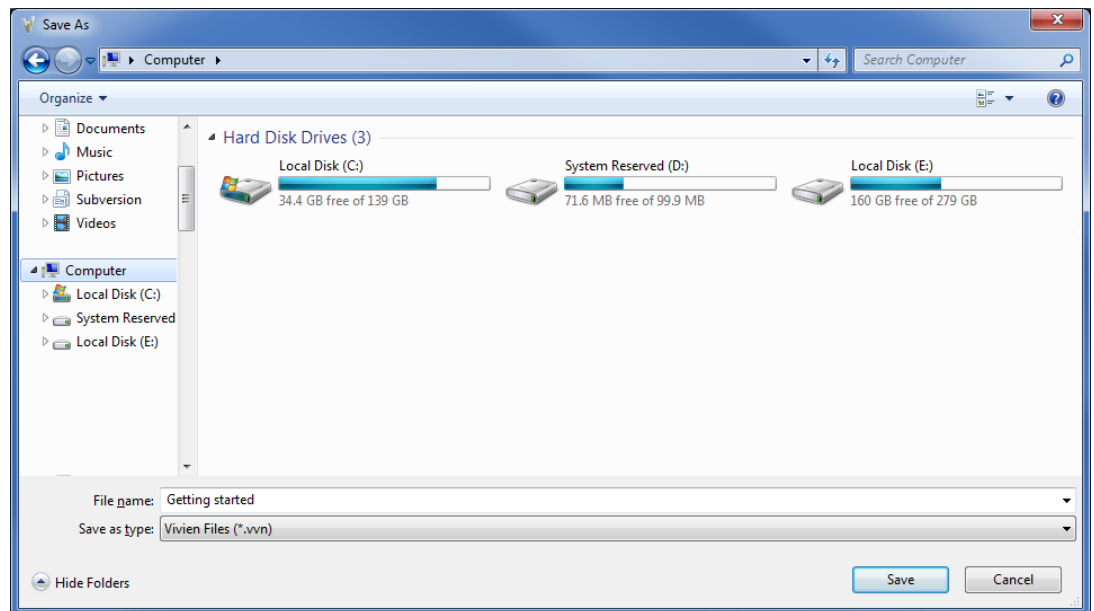 Save As
Computer
Search Computer
Organize
Documents
Music
Pictures
Subversion
Videos
Computer
Local Disk (C:)
System Reserved
Local Disk (E:)
Hard Disk Drives (3)
Local Disk (C:)
34.4 GB free of 139 GB
System Reserved (D:)
71.6 MB free of 99.9 MB
Local Disk (E:)
160 GB free of 279 GB
File name: Getting started
Save as type: Vivien Files (*.vvn)
Hide Folders
Save
Cancel